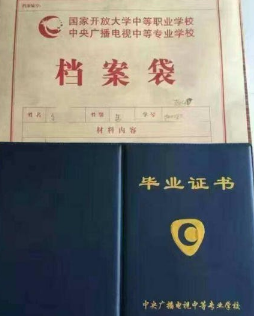 国家开放大学中等职业学校
中央广播电视中等专业学校
档案袋
姓名 性别 学号
材料内容
毕业证书
中央广播电视中等专业学校